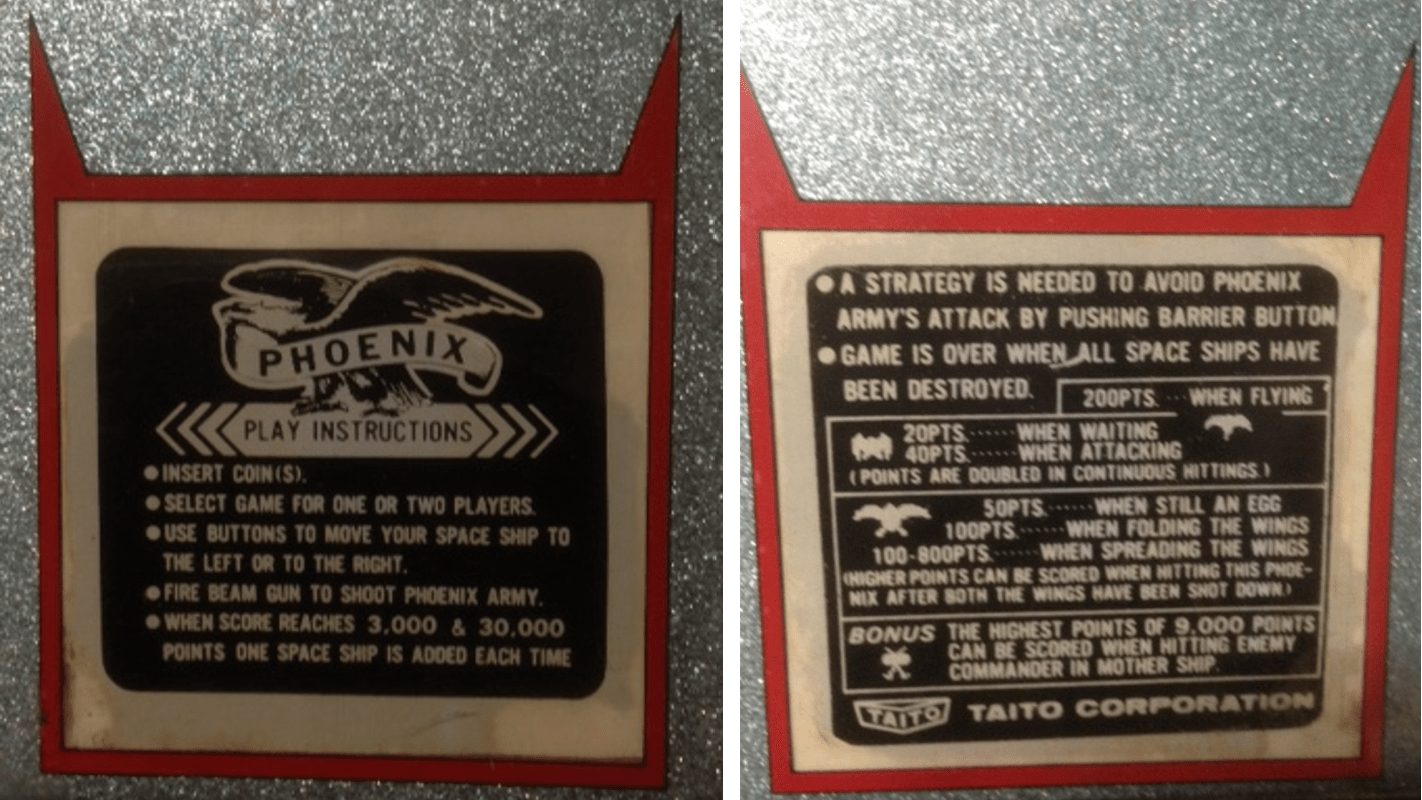 PHOENIX
PLAY INSTRUCTIONS
● INSERT COIN(S).
● SELECT GAME FOR ONE OR TWO PLAYERS.
● USE BUTTONS TO MOVE YOUR SPACE SHIP TO
THE LEFT OR TO THE RIGHT.
● FIRE BEAM GUN TO SHOOT PHOENIX ARMY.
● WHEN SCORE REACHES 3,000 & 30,000
POINTS ONE SPACE SHIP IS ADDED EACH TIME
● A STRATEGY IS NEEDED TO AVOID PHOENIX
ARMY'S ATTACK BY PUSHING BARRIER BUTTON
● GAME IS OVER WHEN ALL SPACE SHIPS HAVE
BEEN DESTROYED.
200PTS. ··· WHEN FLYING
20PTS. ······ WHEN WAITING
40PTS. ······ WHEN ATTACKING
(POINTS ARE DOUBLED IN CONTINUOUS HITTINGS.)
50PTS. ······ WHEN STILL AN EGG
100PTS. ······ WHEN FOLDING THE WINGS
100-800PTS. ······ WHEN SPREADING THE WINGS
(HIGHER POINTS CAN BE SCORED WHEN HITTING THIS PHOE-
NIX AFTER BOTH THE WINGS HAVE BEEN SHOT DOWN.)
BONUS THE HIGHEST POINTS OF 9,000 POINTS
CAN BE SCORED WHEN HITTING ENEMY
COMMANDER IN MOTHER SHIP.
TAITO TAITO CORPORATION